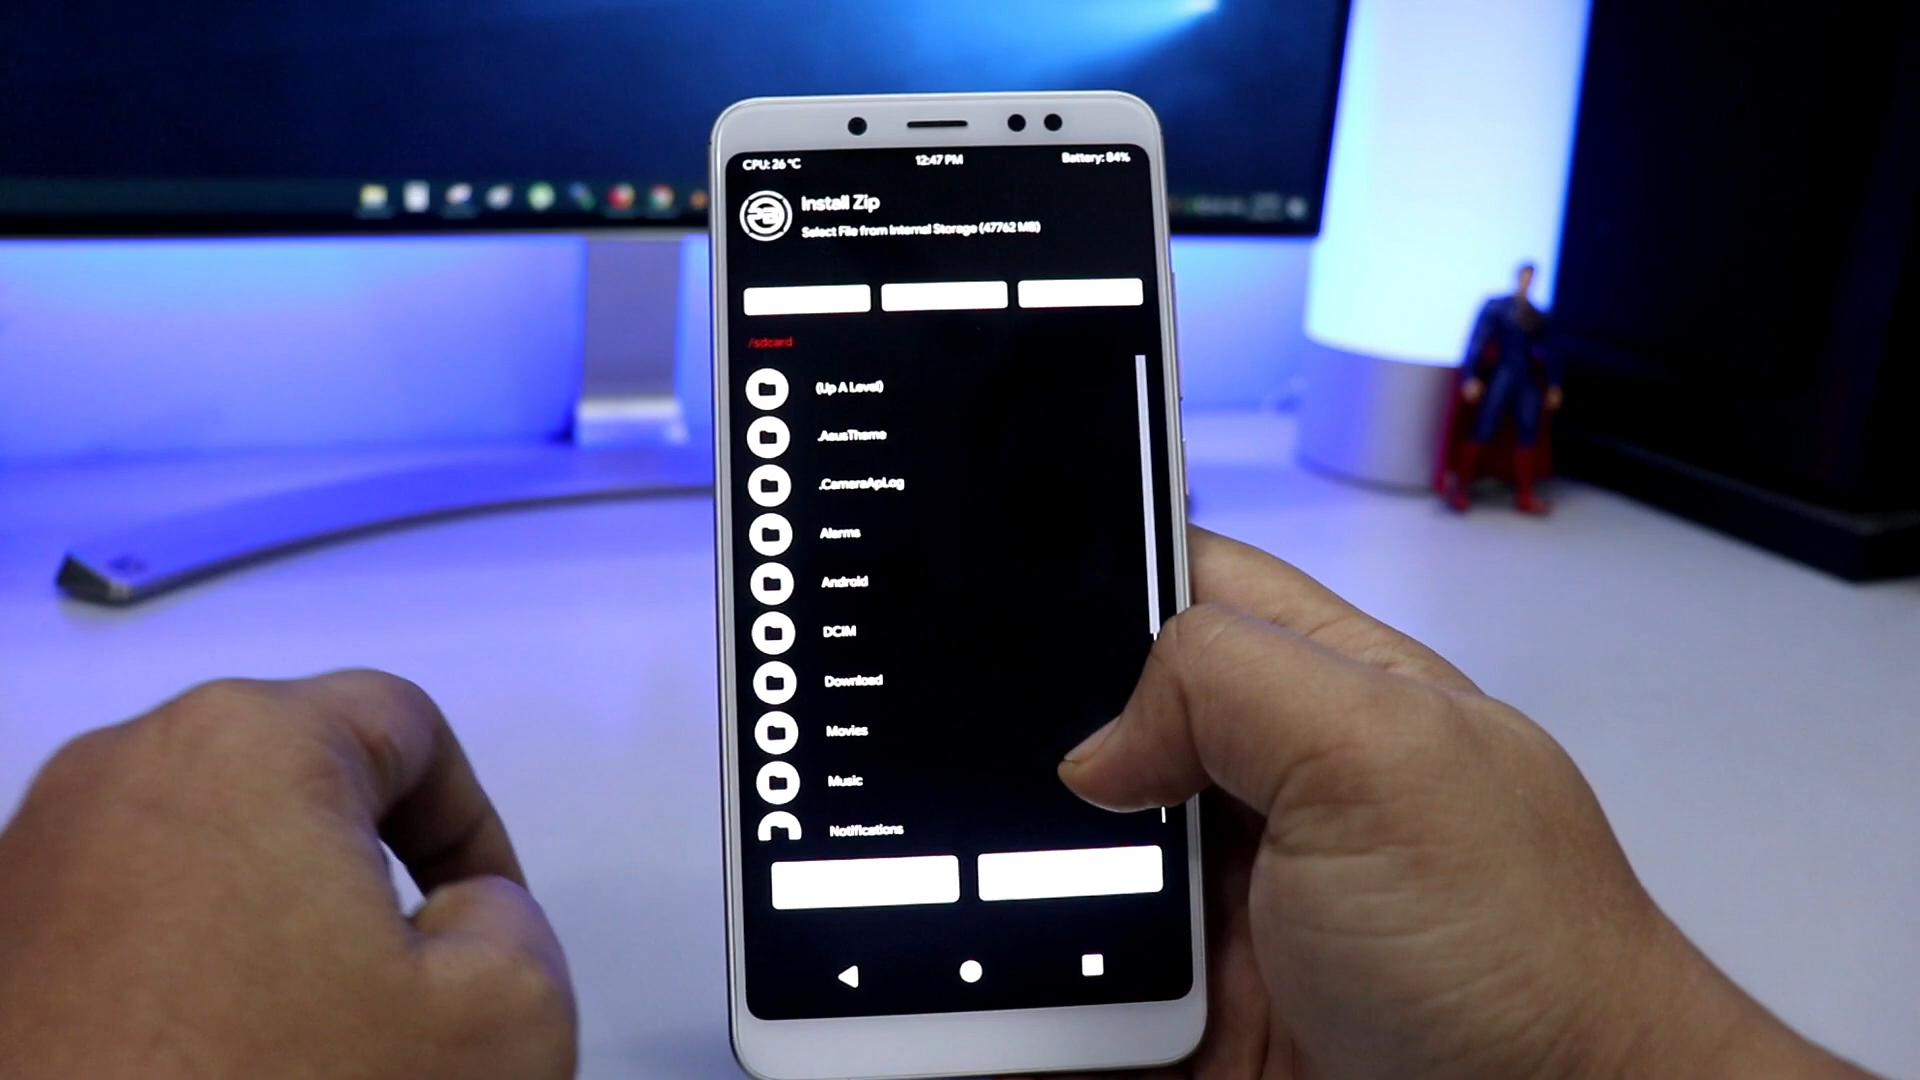 CPU: 26 °C 12:47 PM Battery: 84%
Install Zip
Select File from Internal Storage (47762 MB)
/sdcard
(Up A Level)
.AsusTheme
.CameraApLog
Alarms
Android
DCIM
Download
Movies
Music
Notifications